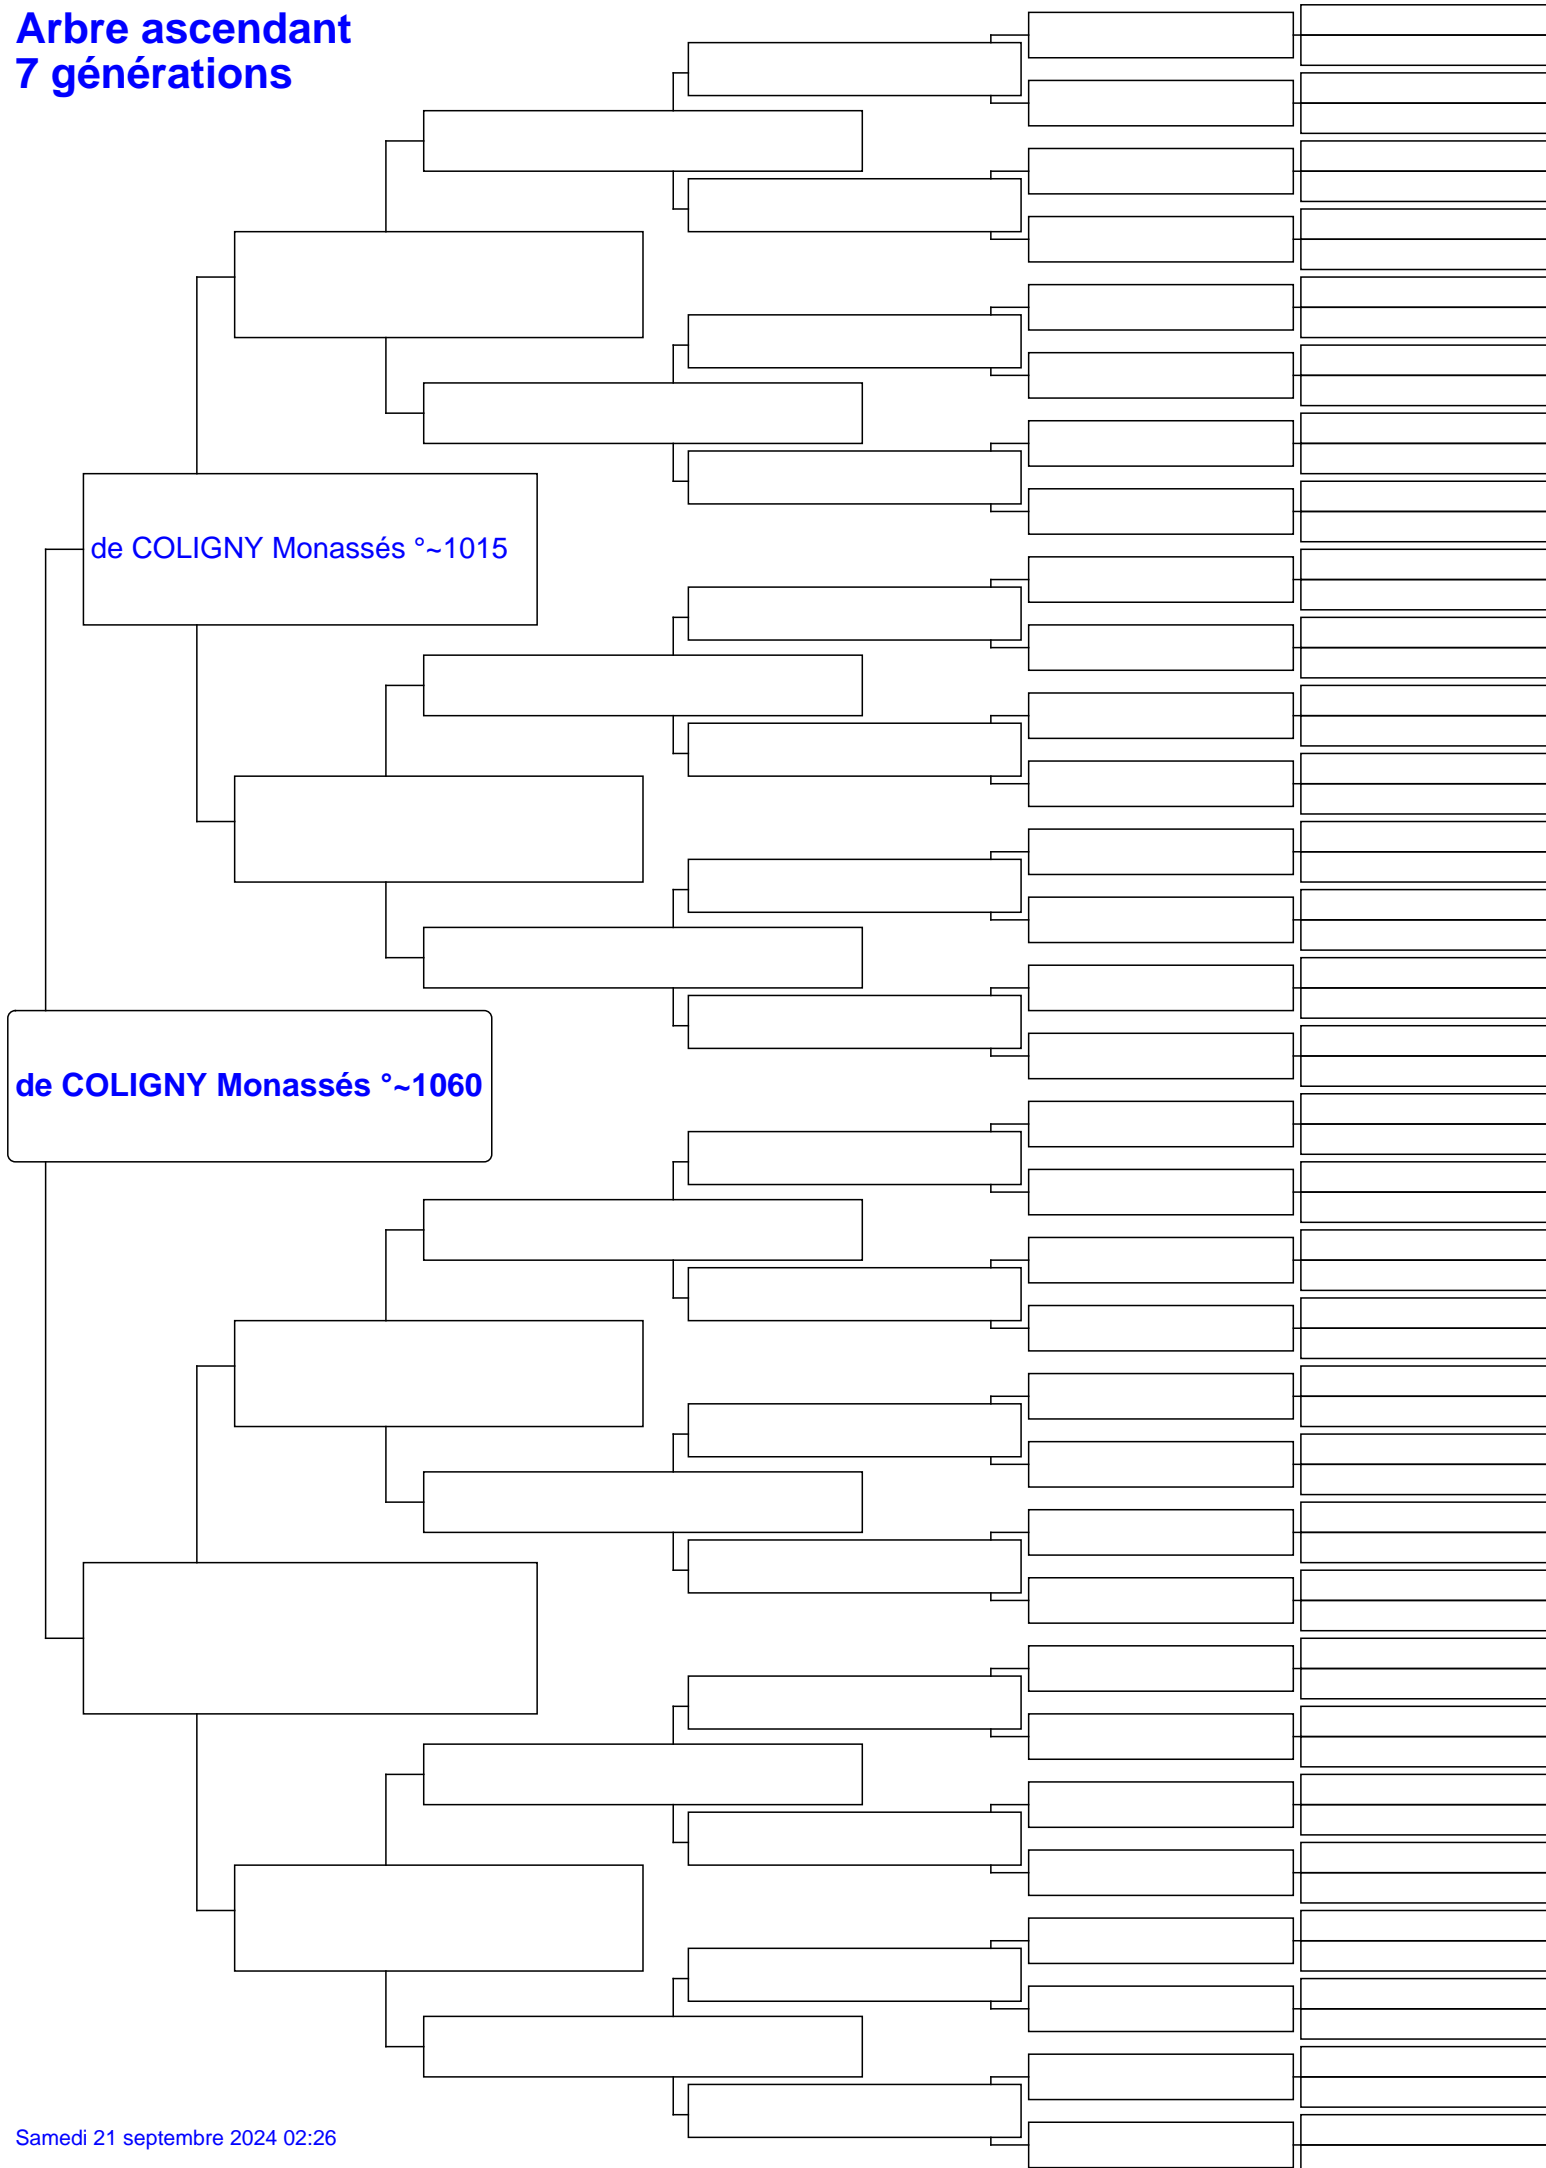 Arbre ascendant
7 générations
de COLIGNY Monassés °~1015
de COLIGNY Monassés °~1060
Samedi 21 septembre 2024 02:26